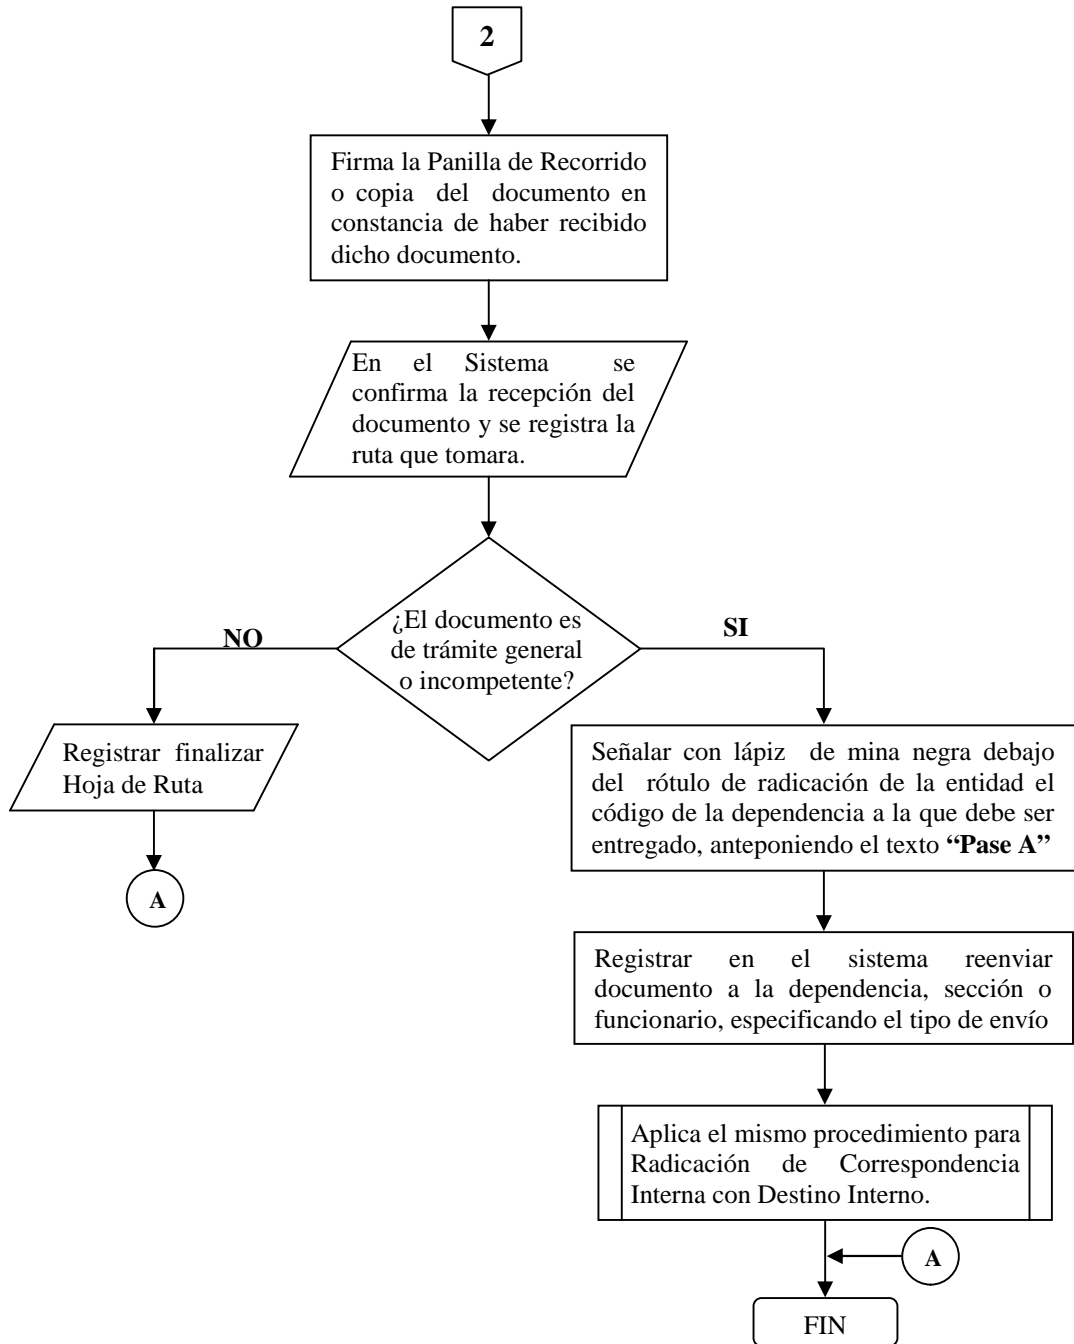 2
Firma la Panilla de Recorrido
o copia del documento en
constancia de haber recibido
dicho documento.
En el Sistema se
confirma la recepción del
documento y se registra la
ruta que tomara.
¿El documento es
de trámite general
o incompetente?
NO
SI
Registrar finalizar
Hoja de Ruta
A
Señalar con lápiz de mina negra debajo
del rótulo de radicación de la entidad el
código de la dependencia a la que debe ser
entregado, anteponiendo el texto “Pase A”
Registrar en el sistema reenviar
documento a la dependencia, sección o
funcionario, especificando el tipo de envío
Aplica el mismo procedimiento para
Radicación de Correspondencia
Interna con Destino Interno.
A
FIN